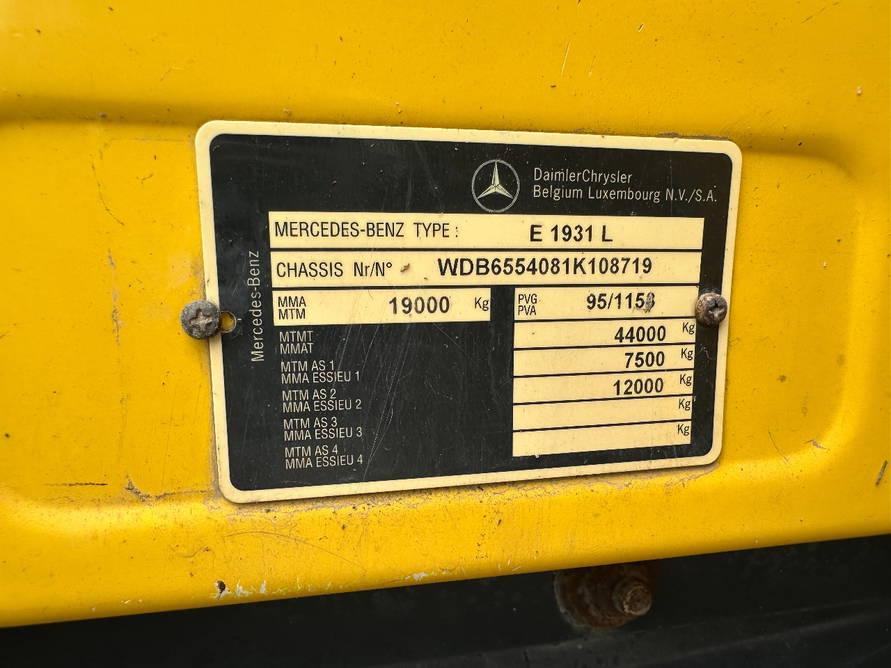 DaimlerChrysler
Belgium Luxembourg N.V./S.A.
Mercedes-Benz
MERCEDES-BENZ TYPE : E 1931 L
CHASSIS Nr/N° WDB6554081K108719
MMA
MTM
19000 Kg
PVG
PVA
95/1158
MTMT
MMAT
44000 Kg
MTM AS 1
MMA ESSIEU 1
7500 Kg
MTM AS 2
MMA ESSIEU 2
12000 Kg
MTM AS 3
MMA ESSIEU 3
Kg
MTM AS 4
MMA ESSIEU 4
Kg